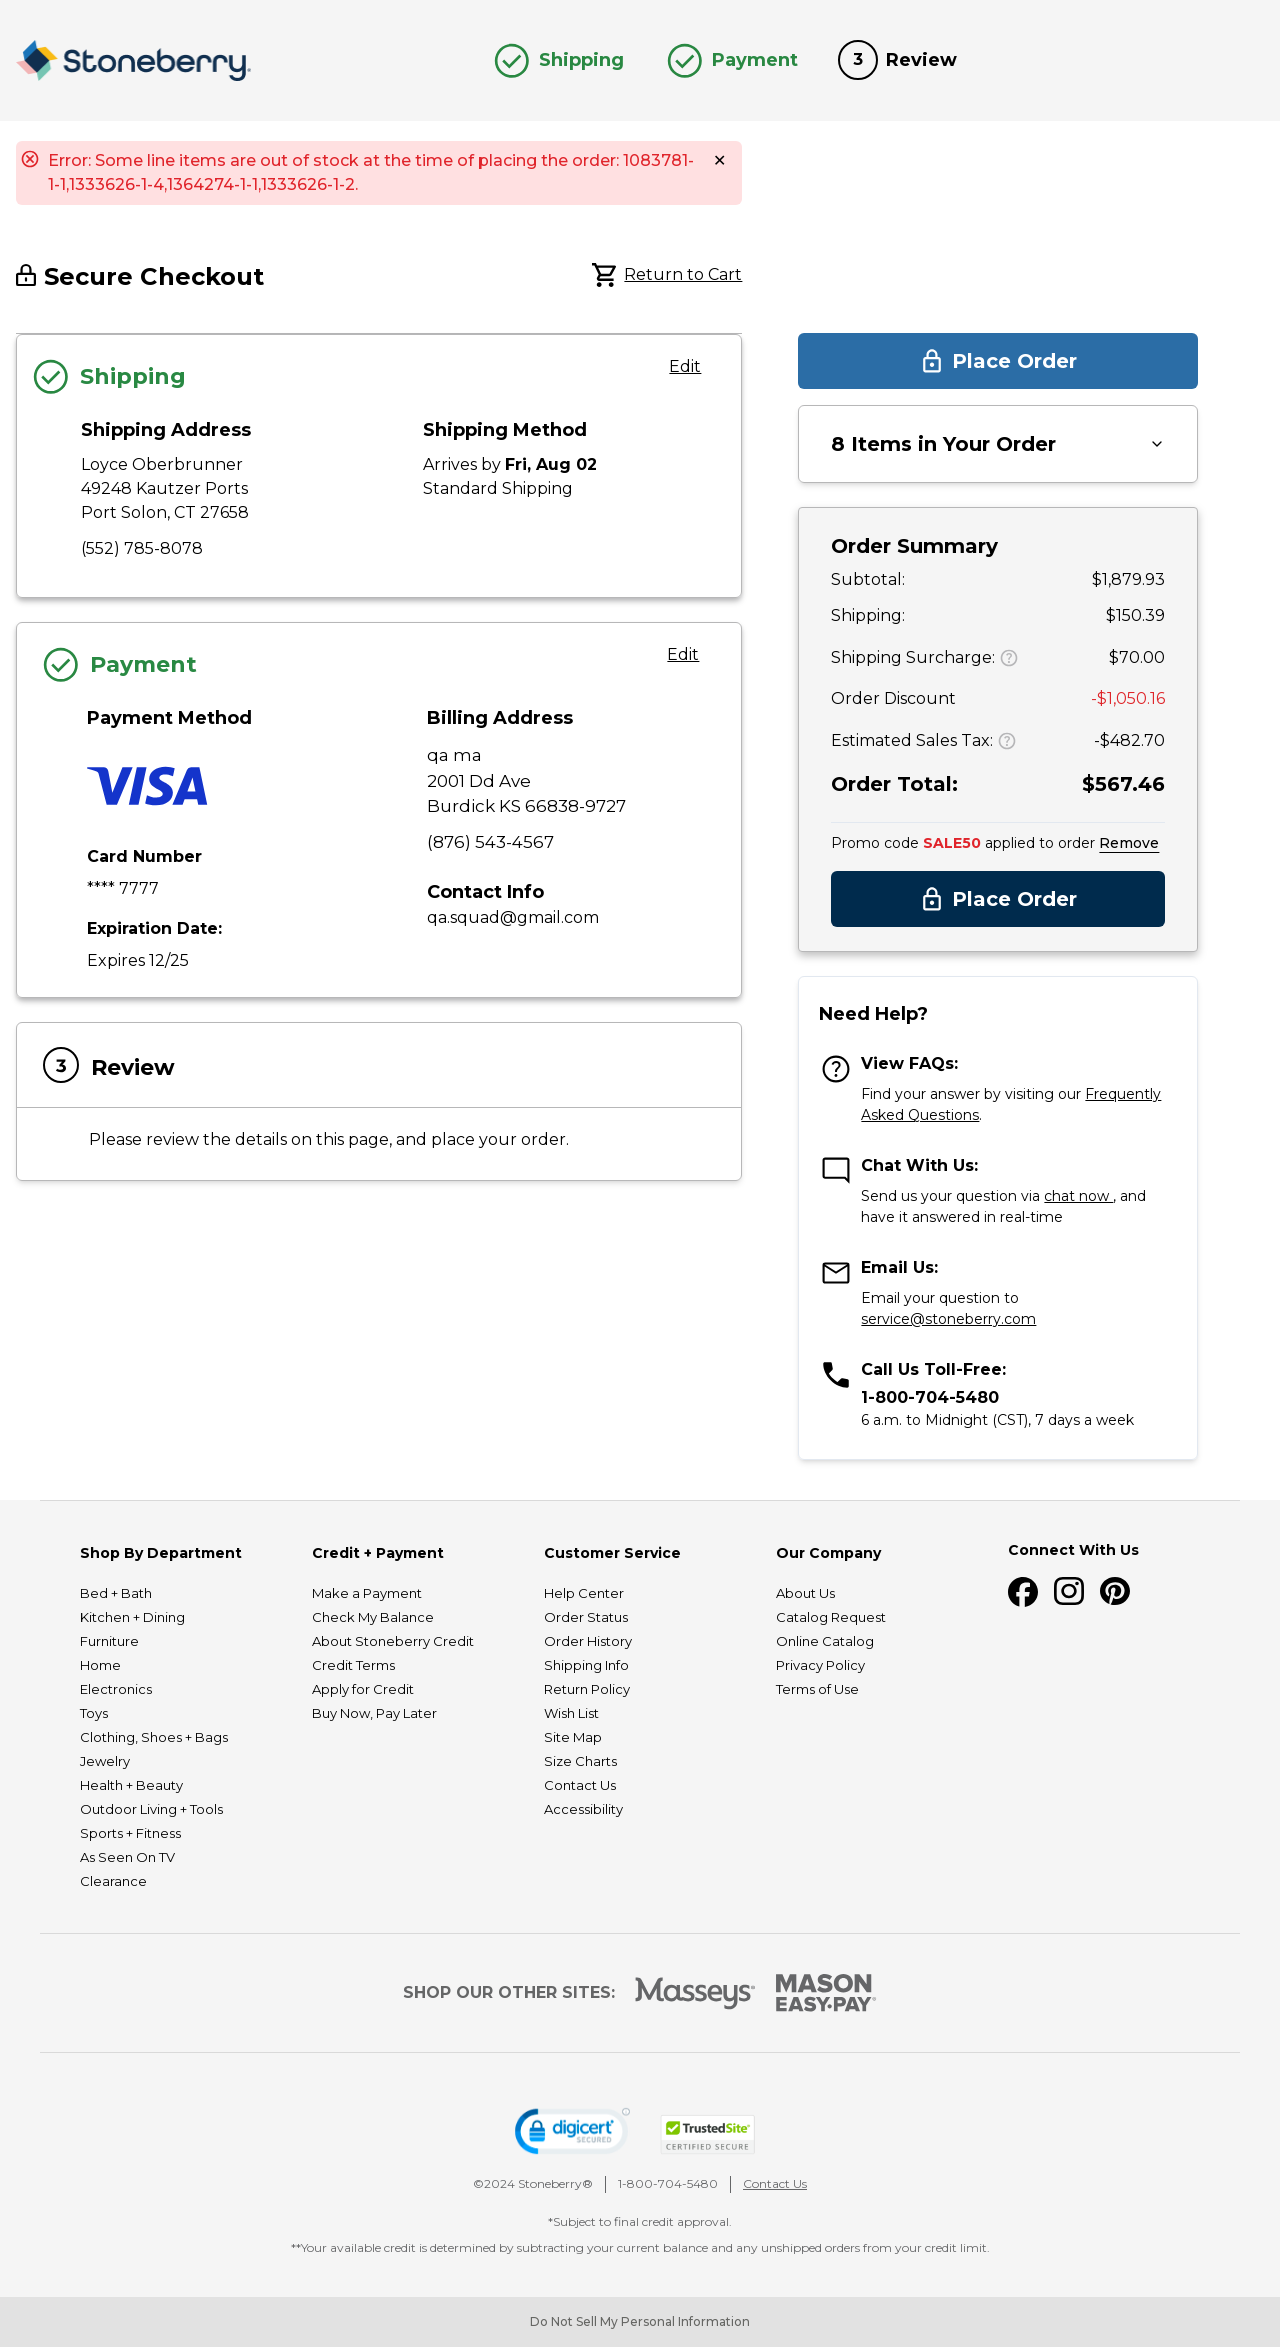 Stoneberry.
Shipping
Payment
3 Review
Error: Some line items are out of stock at the time of placing the order: 1083781-
1-1,1333626-1-4,1364274-1-1,1333626-1-2.
Secure Checkout
Return to Cart
Shipping
Edit
Shipping Address
Loyce Oberbrunner
49248 Kautzer Ports
Port Solon, CT 27658
(552) 785-8078
Shipping Method
Arrives by Fri, Aug 02
Standard Shipping
Payment
Edit
Payment Method
VISA
Card Number
**** 7777
Expiration Date:
Expires 12/25
Billing Address
qa ma
2001 Dd Ave
Burdick KS 66838-9727
(876) 543-4567
Contact Info
qa.squad@gmail.com
3 Review
Please review the details on this page, and place your order.
Place Order
8 Items in Your Order
Order Summary
Subtotal: $1,879.93
Shipping: $150.39
Shipping Surcharge: ? $70.00
Order Discount -$1,050.16
Estimated Sales Tax: ? -$482.70
Order Total: $567.46
Promo code SALE50 applied to order Remove
Place Order
Need Help?
View FAQs:
Find your answer by visiting our Frequently
Asked Questions.
Chat With Us:
Send us your question via chat now , and
have it answered in real-time
Email Us:
Email your question to
service@stoneberry.com
Call Us Toll-Free:
1-800-704-5480
6 a.m. to Midnight (CST), 7 days a week
Shop By Department
Bed + Bath
Kitchen + Dining
Furniture
Home
Electronics
Toys
Clothing, Shoes + Bags
Jewelry
Health + Beauty
Outdoor Living + Tools
Sports + Fitness
As Seen On TV
Clearance
Credit + Payment
Make a Payment
Check My Balance
About Stoneberry Credit
Credit Terms
Apply for Credit
Buy Now, Pay Later
Customer Service
Help Center
Order Status
Order History
Shipping Info
Return Policy
Wish List
Site Map
Size Charts
Contact Us
Accessibility
Our Company
About Us
Catalog Request
Online Catalog
Privacy Policy
Terms of Use
Connect With Us
SHOP OUR OTHER SITES:
Masseys®
MASON
EASY•PAY®
digicert
SECURED
TrustedSite
CERTIFIED SECURE
©2024 Stoneberry®
1-800-704-5480
Contact Us
*Subject to final credit approval.
**Your available credit is determined by subtracting your current balance and any unshipped orders from your credit limit.
Do Not Sell My Personal Information